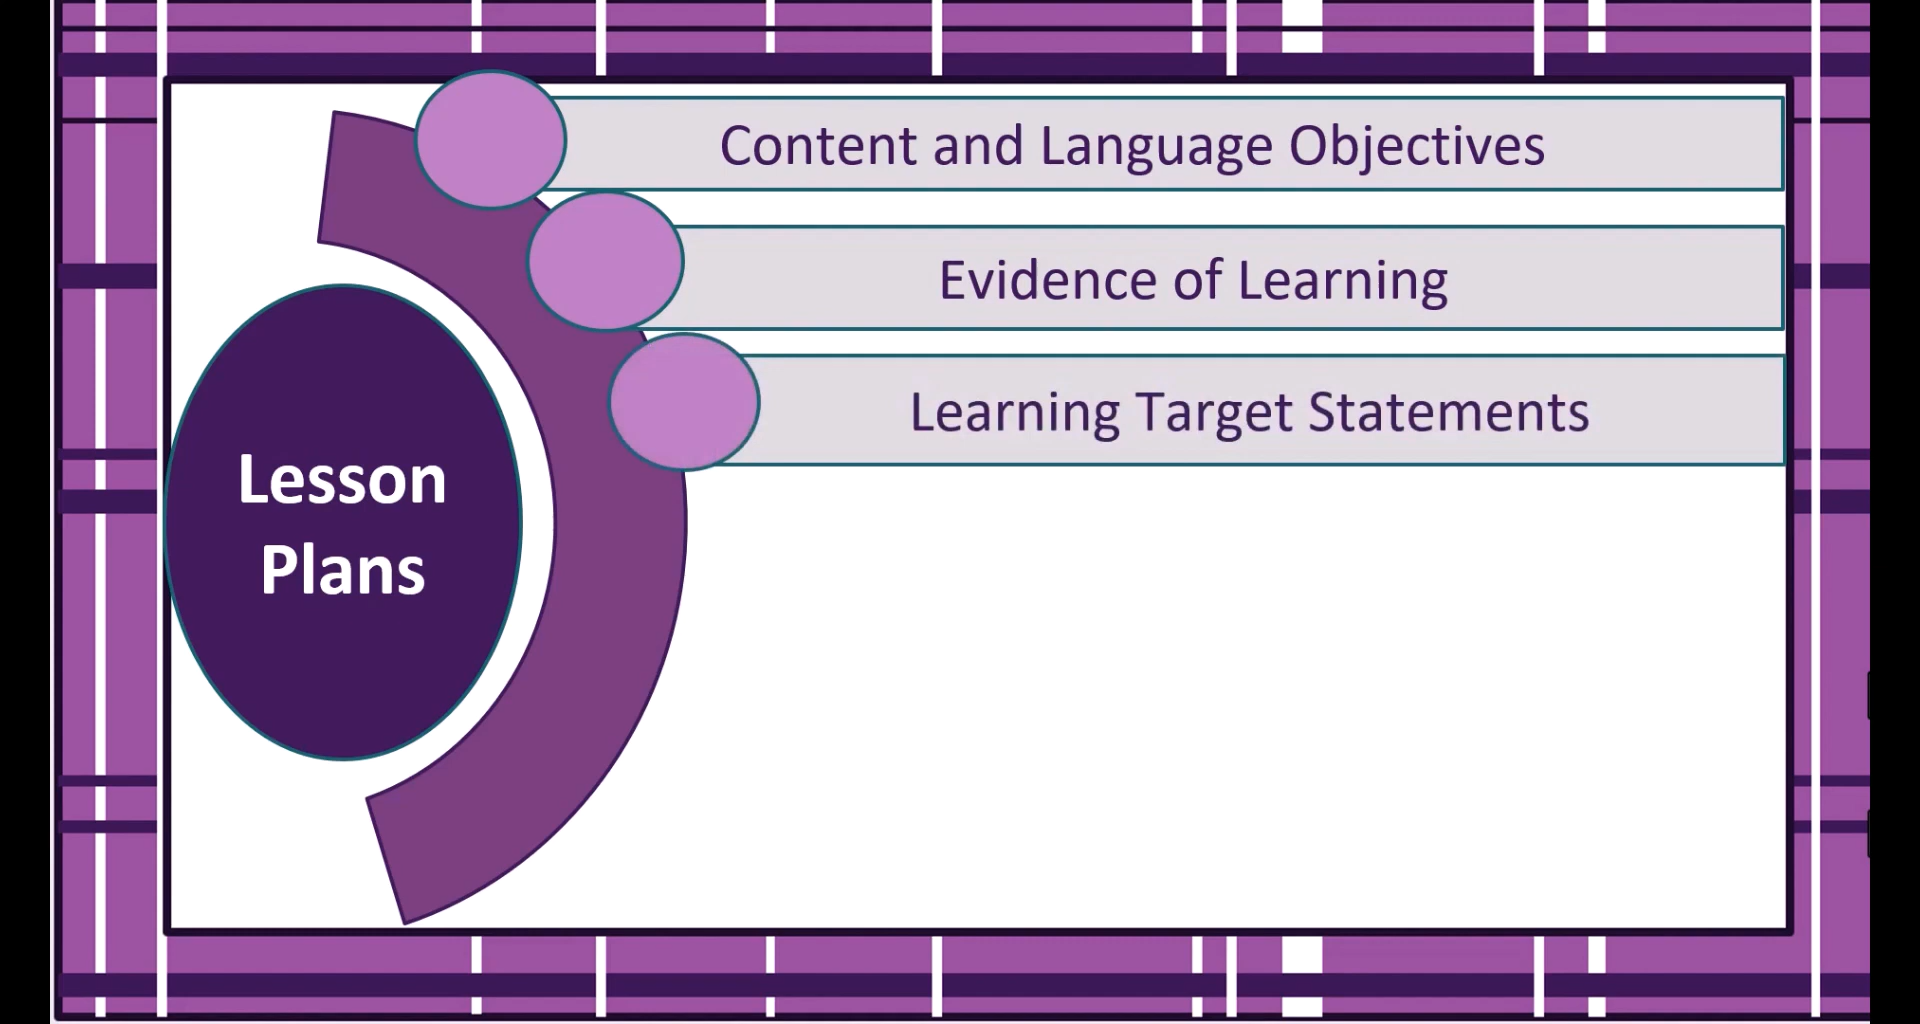 Content and Language Objectives
Evidence of Learning
Learning Target Statements
Lesson
Plans